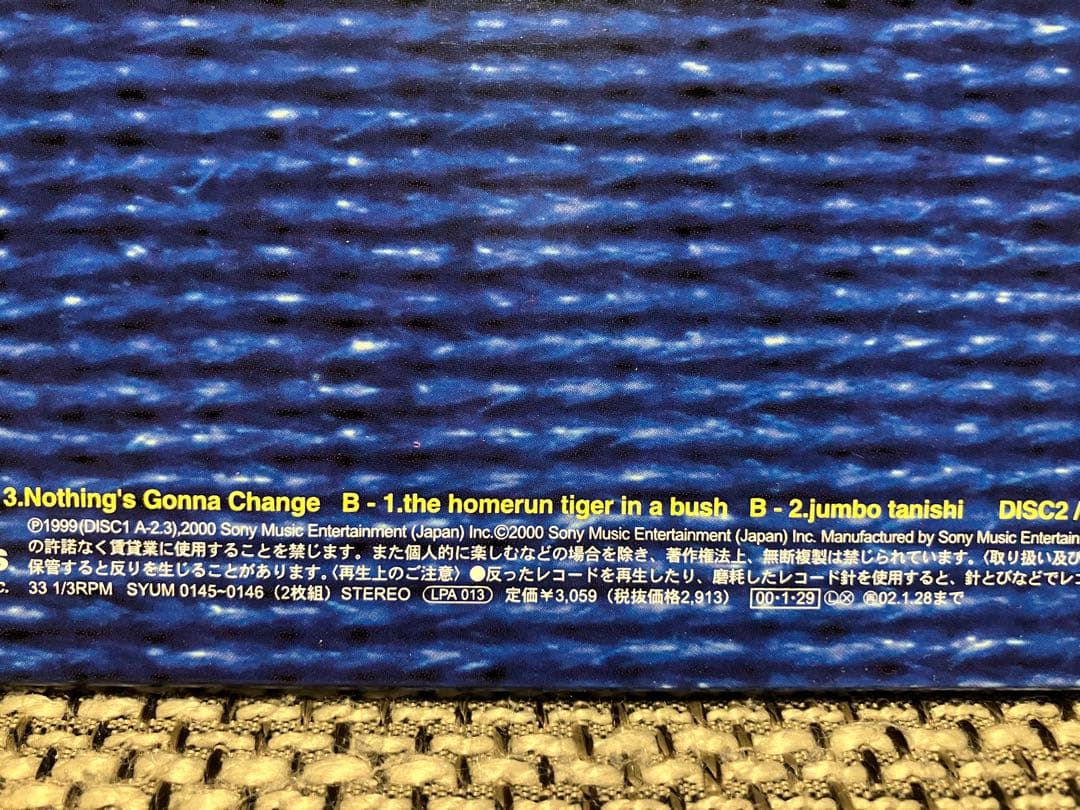 3.Nothing's Gonna Change B - 1.the homerun tiger in a bush B - 2.jumbo tanishi DISC2
Ⓟ1999(DISC1 A-2.3),2000 Sony Music Entertainment (Japan) Inc.©2000 Sony Music Entertainment (Japan) Inc. Manufactured by Sony Music Entertain
s の許諾なく賃貸業に使用することを禁じます。また個人的に楽しむなどの場合を除き、著作権法上、無断複製は禁じられています。〈取り扱い及び
保管すると反りを生じることがあります。〈再生上のご注意〉●反ったレコードを再生したり、磨耗したレコード針を使用すると、針とびなどでレコ
c. 33 1/3RPM SYUM 0145~0146（2枚組）STEREO LPA 013 定価¥3,059（税抜価格2,913） 00・1・29 Ⓛ⊗ ㊢02.1.28まで